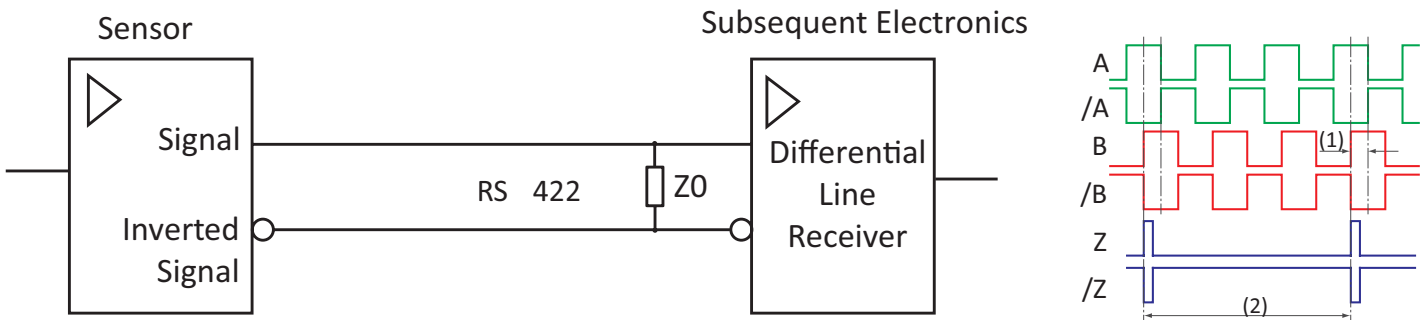 Sensor
Signal
Inverted
Signal
RS 422
Z0
Subsequent Electronics
Differential
Line
Receiver
A
/A
B
(1)
/B
Z
/Z
(2)